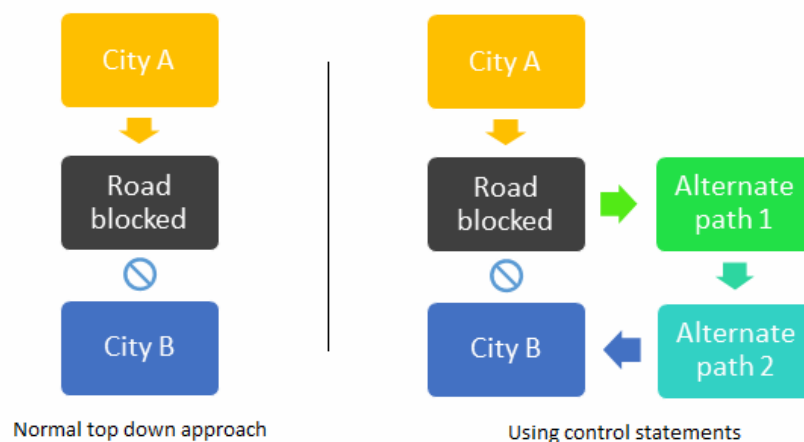 City A
Road
blocked
City B
Normal top down approach
City A
Road
blocked
Alternate
path 1
City B
Alternate
path 2
Using control statements